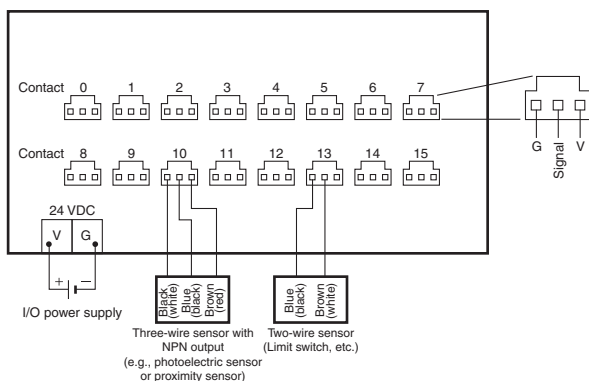 Contact 0 1 2 3 4 5 6 7
G Signal V
Contact 8 9 10 11 12 13 14 15
24 VDC
V G
+ −
I/O power supply
Black (white)
Blue (black)
Brown (red)
Three-wire sensor with
NPN output
(e.g., photoelectric sensor
or proximity sensor)
Blue (black)
Brown (white)
Two-wire sensor
(Limit switch, etc.)